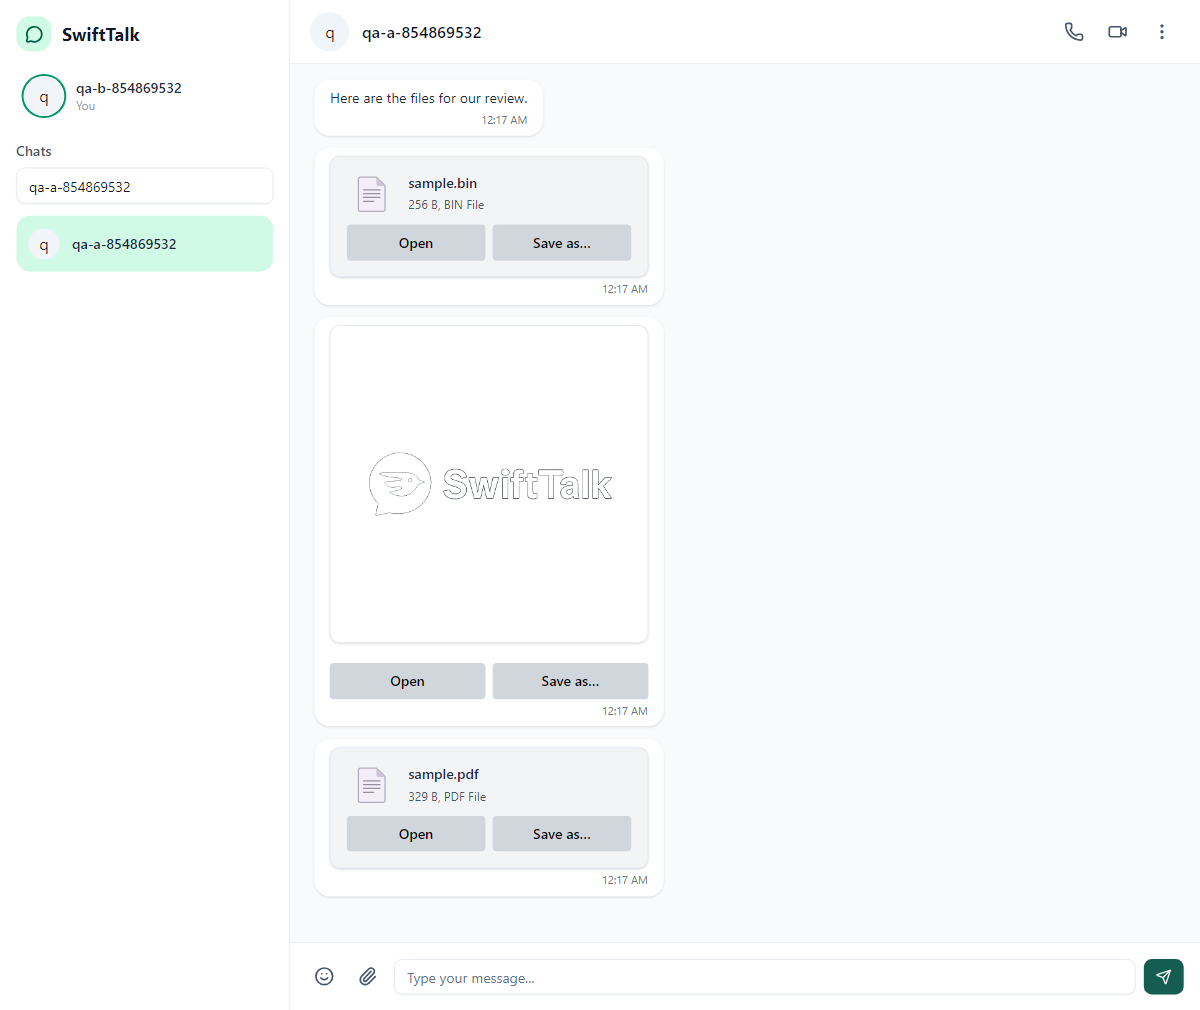 SwiftTalk
q
qa-b-854869532
You
Chats
qa-a-854869532
q
qa-a-854869532
q
qa-a-854869532
Here are the files for our review.
12:17 AM
sample.bin
256 B, BIN File
Open
Save as...
12:17 AM
SwiftTalk
Open
Save as...
12:17 AM
sample.pdf
329 B, PDF File
Open
Save as...
12:17 AM
Type your message...